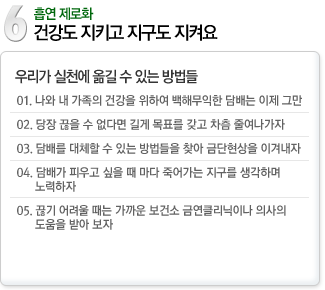 6 흡연 제로화
건강도 지키고 지구도 지켜요
우리가 실천에 옮길 수 있는 방법들
01. 나와 내 가족의 건강을 위하여 백해무익한 담배는 이제 그만
02. 당장 끊을 수 없다면 길게 목표를 갖고 차츰 줄여나가자
03. 담배를 대체할 수 있는 방법들을 찾아 금단현상을 이겨내자
04. 담배가 피우고 싶을 때 마다 죽어가는 지구를 생각하며
노력하자
05. 끊기 어려울 때는 가까운 보건소 금연클리닉이나 의사의
도움을 받아 보자